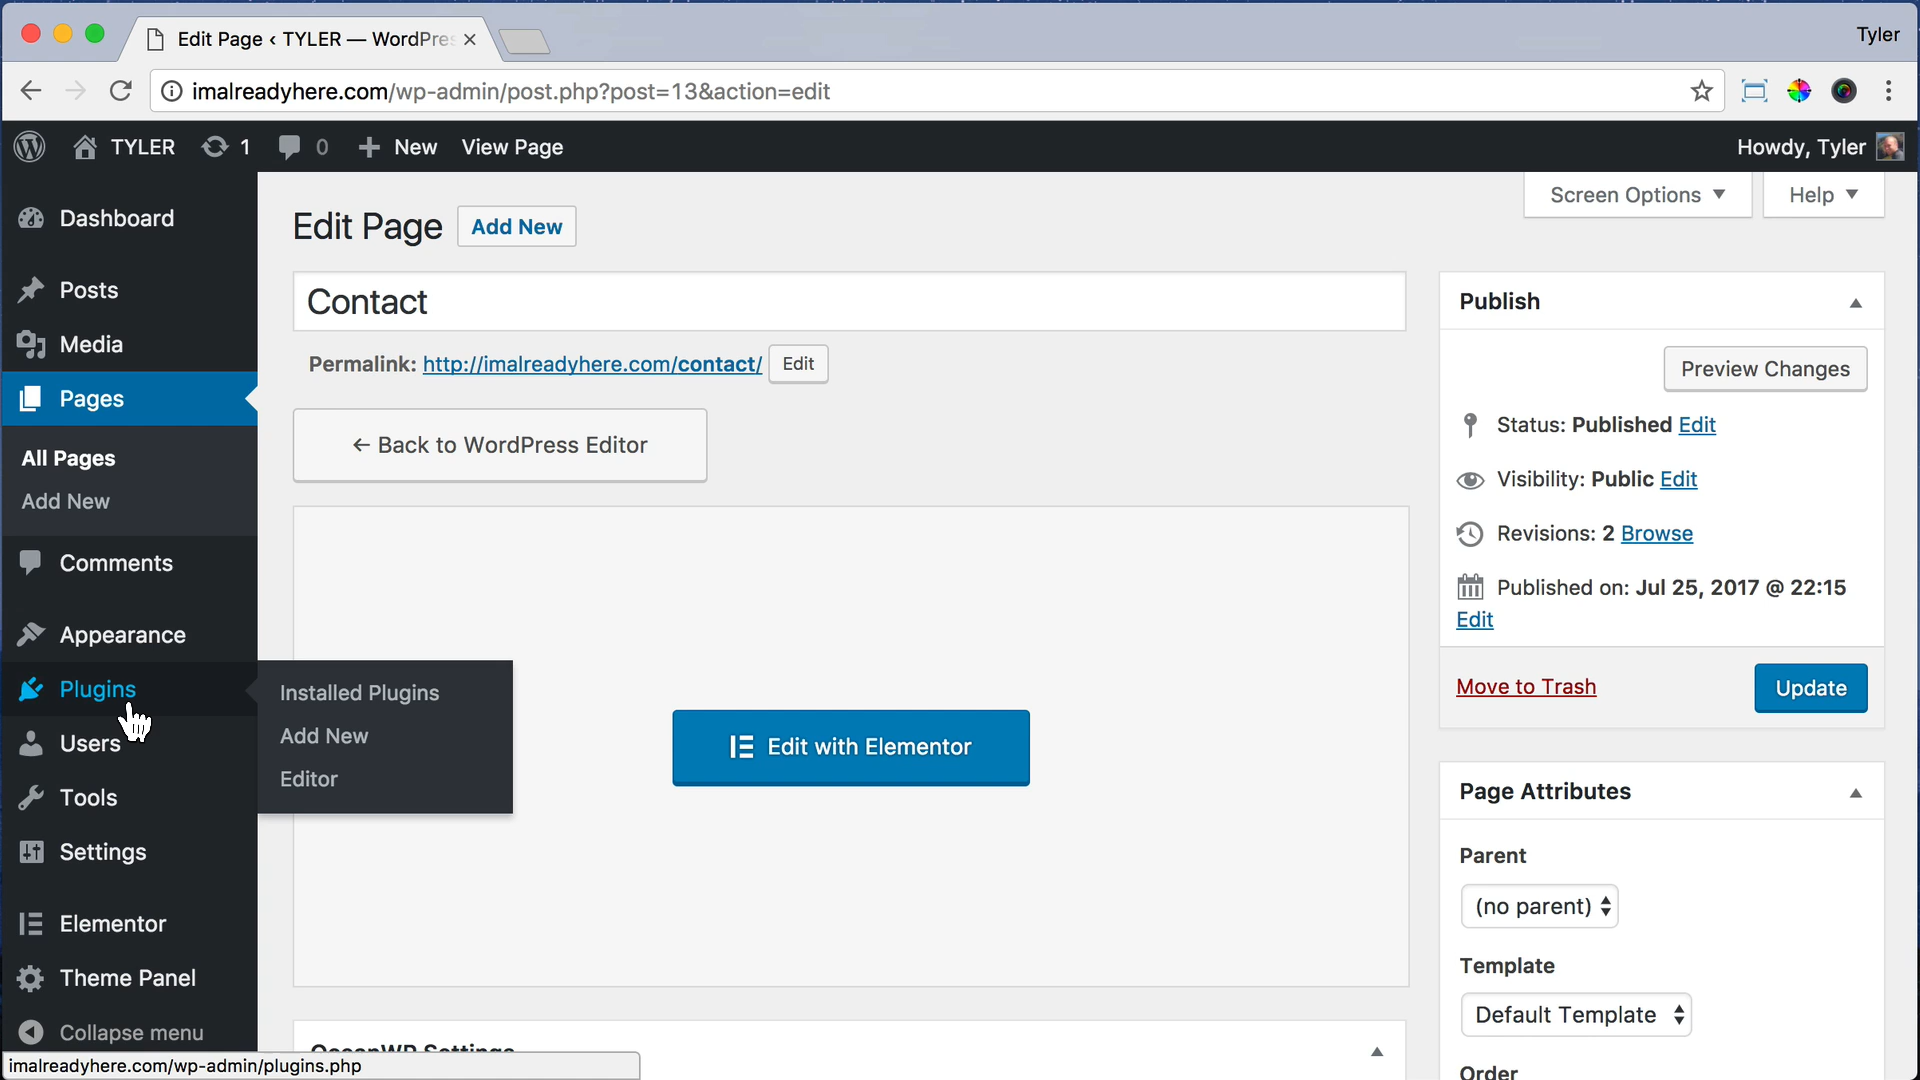 Edit Page ‹ TYLER — WordPre
Tyler
imalreadyhere.com/wp-admin/post.php?post=13&action=edit
TYLER 1 0 New View Page
Howdy, Tyler
Screen Options Help
Dashboard
Posts
Media
Pages
All Pages
Add New
Comments
Appearance
Plugins
Users
Tools
Settings
Elementor
Theme Panel
Collapse menu
Installed Plugins
Add New
Editor
Edit Page Add New
Contact
Permalink: http://imalreadyhere.com/contact/ Edit
← Back to WordPress Editor
Edit with Elementor
OceanWP Settings
Publish
Preview Changes
Status: Published Edit
Visibility: Public Edit
Revisions: 2 Browse
Published on: Jul 25, 2017 @ 22:15
Edit
Move to Trash Update
Page Attributes
Parent
(no parent)
Template
Default Template
Order
imalreadyhere.com/wp-admin/plugins.php